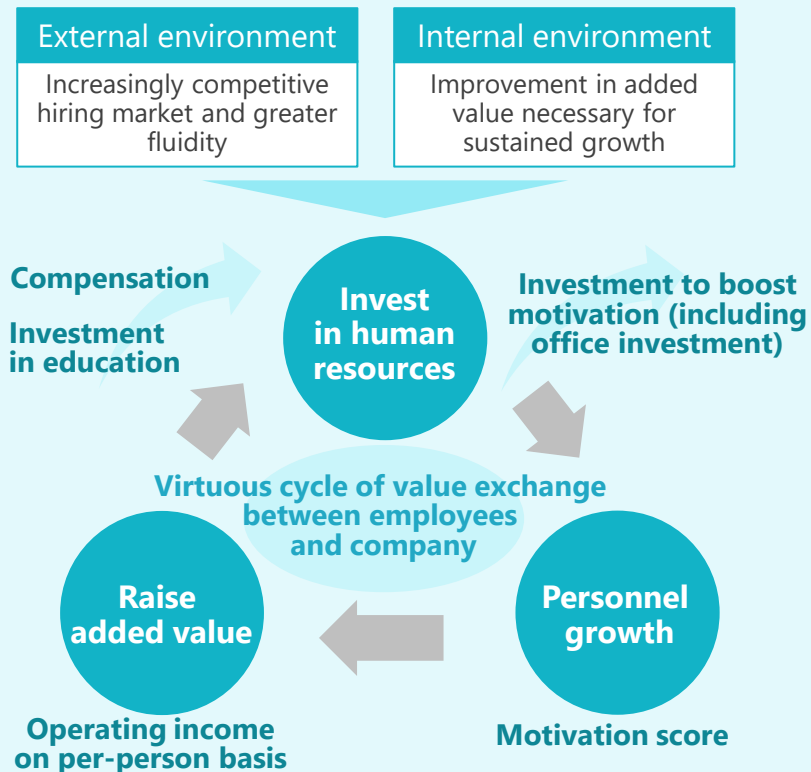 External environment
Increasingly competitive
hiring market and greater
fluidity
Internal environment
Improvement in added
value necessary for
sustained growth
Compensation
Investment
in education
Invest
in human
resources
Investment to boost
motivation (including
office investment)
Virtuous cycle of value exchange
between employees
and company
Raise
added value
Personnel
growth
Operating income
on per-person basis
Motivation score